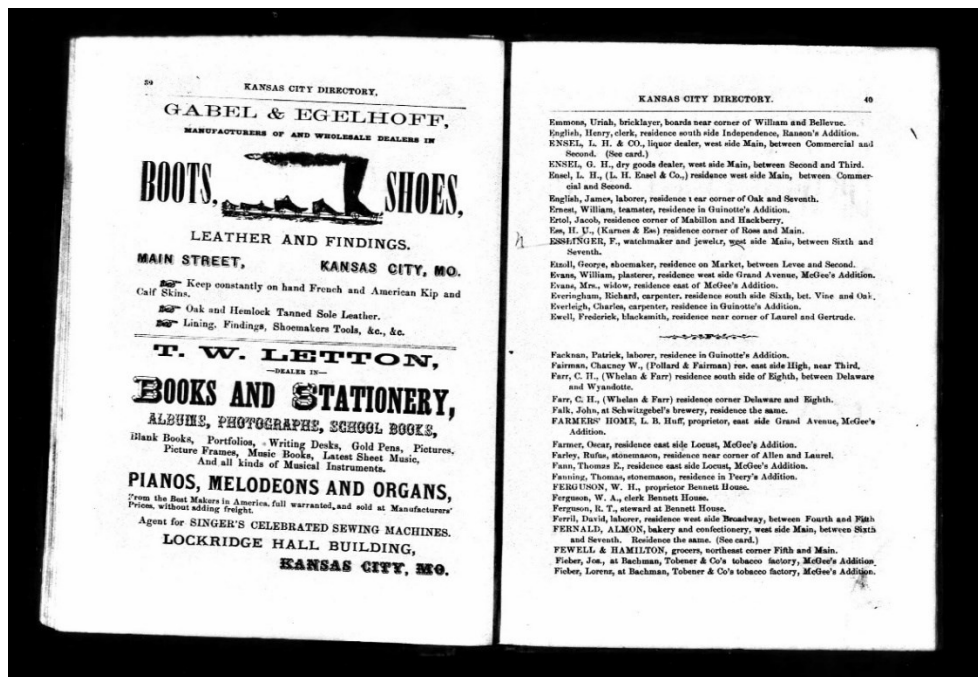 KANSAS CITY DIRECTORY,
GABEL & EGELHOFF,
MANUFACTURERS OF AND WHOLESALE DEALERS IN
BOOTS, SHOES,
LEATHER AND FINDINGS.
MAIN STREET, KANSAS CITY, MO.
Keep constantly on hand French and American Kip and
Calf Skins.
Oak and Hemlock Tanned Sole Leather.
Lining, Findings, Shoemakers Tools, &c., &c.
T. W. LETTON,
—DEALER IN—
BOOKS AND STATIONERY,
ALBUMS, PHOTOGRAPHS, SCHOOL BOOKS,
Blank Books, Portfolios, Writing Desks, Gold Pens, Pictures,
Picture Frames, Music Books, Latest Sheet Music,
And all kinds of Musical Instruments.
PIANOS, MELODEONS AND ORGANS,
From the Best Makers in America, full warranted, and sold at Manufacturers'
Prices, without adding freight.
Agent for SINGER'S CELEBRATED SEWING MACHINES.
LOCKRIDGE HALL BUILDING,
KANSAS CITY, MO.
KANSAS CITY DIRECTORY. 40
Emmons, Uriah, bricklayer, boards near corner of William and Bellevue.
English, Henry, clerk, residence south side Independence, Ranson's Addition.
ENSEL, L. H. & CO., liquor dealer, west side Main, between Commercial and
Second. (See card.)
ENSEL, G. H., dry goods dealer, west side Main, between Second and Third.
Ensel, L. H., (L. H. Ensel & Co.,) residence west side Main, between Commer-
cial and Second.
English, James, laborer, residence near corner of Oak and Seventh.
Ernest, William, teamster, residence in Guinotte's Addition.
Ertol, Jacob, residence corner of Mabillon and Hackberry.
Ess, H. U., (Karnes & Ess) residence corner of Ross and Main.
ESSLINGER, F., watchmaker and jeweler, west side Main, between Sixth and
Seventh.
Etzoll, George, shoemaker, residence on Market, between Levee and Second.
Evans, William, plasterer, residence west side Grand Avenue, McGee's Addition.
Evans, Mrs., widow, residence east of McGee's Addition.
Everingham, Richard, carpenter, residence south side Sixth, bet. Vine and Oak.
Everleigh, Charles, carpenter, residence in Guinotte's Addition.
Ewell, Frederick, blacksmith, residence near corner of Laurel and Gertrude.
Facknan, Patrick, laborer, residence in Guinotte's Addition.
Fairman, Chauncy W., (Pollard & Fairman) res. east side High, near Third.
Farr, C. H., (Whelan & Farr) residence south side of Eighth, between Delaware
and Wyandotte.
Farr, C. H., (Whelan & Farr) residence corner Delaware and Eighth.
Falk, John, at Schwitzgebel's brewery, residence the same.
FARMERS' HOME, L. B. Huff, proprietor, east side Grand Avenue, McGee's
Addition.
Farmer, Oscar, residence east side Locust, McGee's Addition.
Farley, Rufus, stonemason, residence near corner of Allen and Laurel.
Fann, Thomas E., residence east side Locust, McGee's Addition.
Fanning, Thomas, stonemason, residence in Peery's Addition.
FERGUSON, W. H., proprietor Bennett House.
Ferguson, W. A., clerk Bennett House.
Ferguson, R. T., steward at Bennett House.
Ferril, David, laborer, residence west side Broadway, between Fourth and Fifth
FERNALD, ALMON, bakery and confectionery, west side Main, between Sixth
and Seventh. Residence the same. (See card.)
FEWELL & HAMILTON, grocers, northeast corner Fifth and Main.
Fieber, Jos., at Bachman, Tobener & Co's tobacco factory, McGee's Addition
Fieber, Lorenz, at Bachman, Tobener & Co's tobacco factory, McGee's Addition.